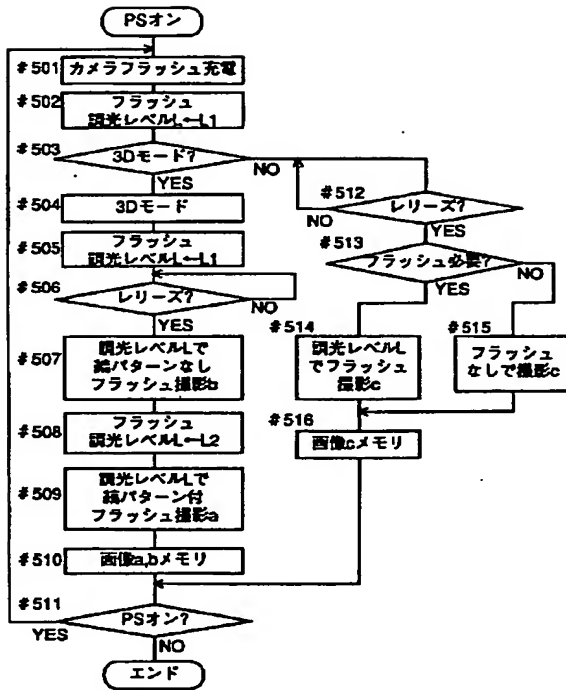 PSオン
#501
カメラフラッシュ充電
#502
フラッシュ
調光レベルL←L1
#503
3Dモード?
NO
YES
#504
3Dモード
#505
フラッシュ
調光レベルL←L1
#506
レリーズ?
NO
YES
#507
調光レベルLで
縞パターンなし
フラッシュ撮影b
#508
フラッシュ
調光レベルL←L2
#509
調光レベルLで
縞パターン付
フラッシュ撮影a
#510
画像a,bメモリ
#511
PSオン?
YES
NO
エンド
#512
レリーズ?
NO
YES
#513
フラッシュ必要?
NO
YES
#514
調光レベルL
でフラッシュ
撮影c
#515
フラッシュ
なしで撮影c
#516
画像cメモリ